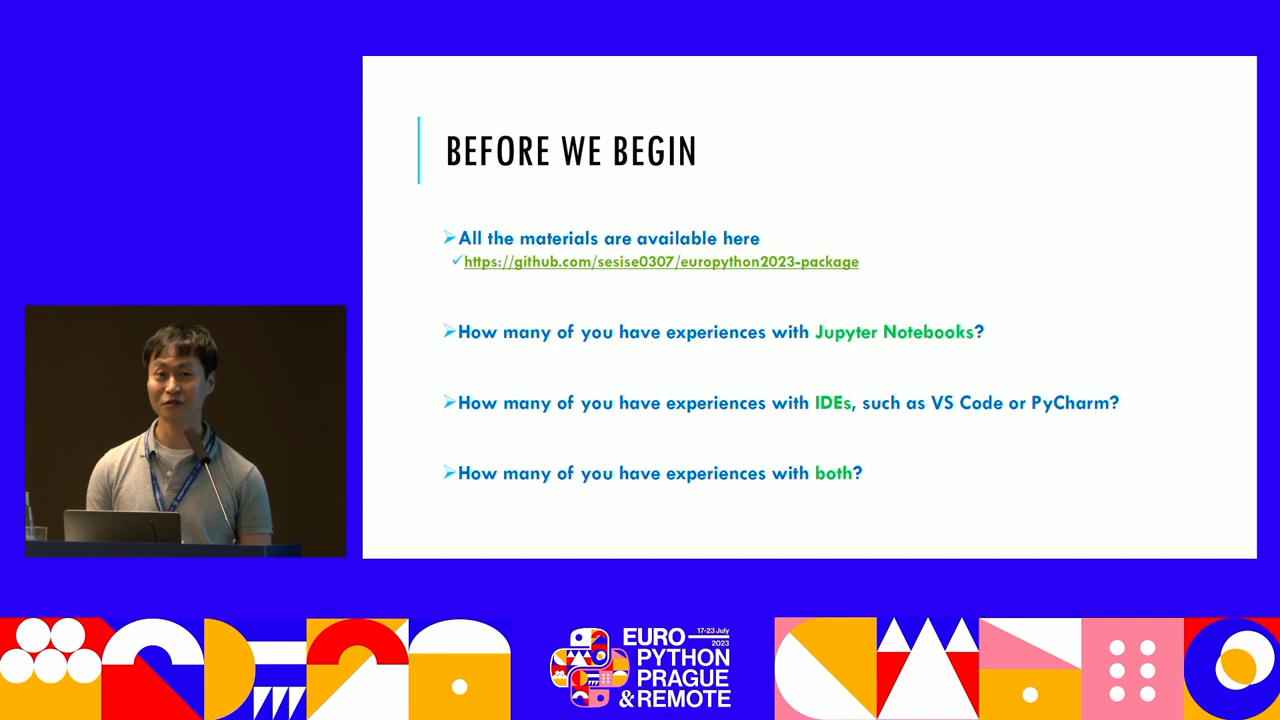 BEFORE WE BEGIN
All the materials are available here
https://github.com/sesise0307/europython2023-package
How many of you have experiences with Jupyter Notebooks?
How many of you have experiences with IDEs, such as VS Code or PyCharm?
How many of you have experiences with both?
EURO
17-23 July
2023
PYTHON
PRAGUE
& REMOTE